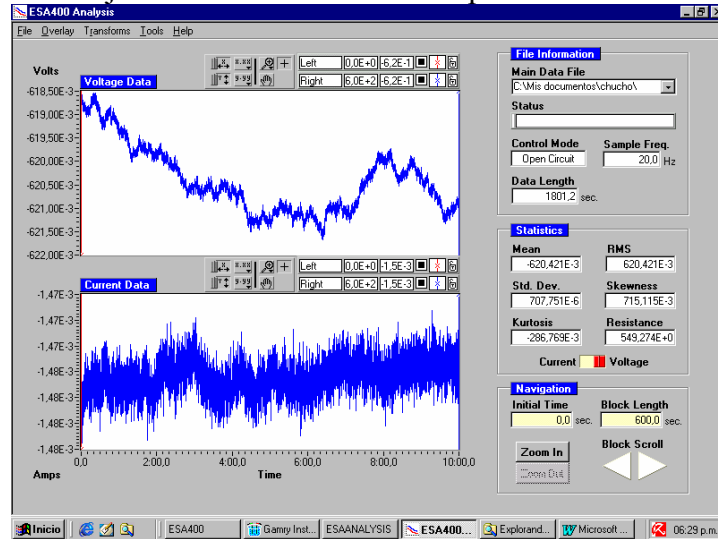 ESA400 Analysis
File Overlay Transforms Tools Help
Volts
Voltage Data
Left 0,0E+0 -6,2E-1
Right 6,0E+2 -6,2E-1
-618,50E-3
-619,00E-3
-619,50E-3
-620,00E-3
-620,50E-3
-621,00E-3
-621,50E-3
-622,00E-3
Current Data
Left 0,0E+0 -1,5E-3
Right 6,0E+2 -1,5E-3
-1,47E-3
-1,47E-3
-1,47E-3
-1,48E-3
-1,48E-3
-1,48E-3
-1,48E-3
0,0 2:00,0 4:00,0 6:00,0 8:00,0 10:00,0
Amps Time
File Information
Main Data File
C:\Mis documentos\chucho\
Status
Control Mode Sample Freq.
Open Circuit 20,0 Hz
Data Length
1801,2 sec.
Statistics
Mean RMS
-620,421E-3 620,421E-3
Std. Dev. Skewness
707,751E-6 715,115E-3
Kurtosis Resistance
-286,769E-3 549,274E+0
Current Voltage
Navigation
Initial Time Block Length
0,0 sec. 600,0 sec.
Zoom In Block Scroll
Zoom Out
Inicio ESA400 Gamry Inst... ESAANALYSIS ESA400... Explorand... Microsoft ... 06:29 p.m.